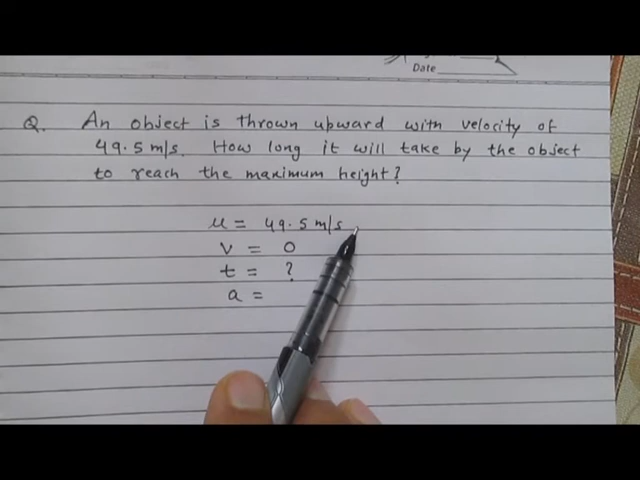 Date
Q. An object is thrown upward with velocity of
49.5 m/s. How long it will take by the object
to reach the maximum height?
u = 49.5 m/s
v = 0
t = ?
a =